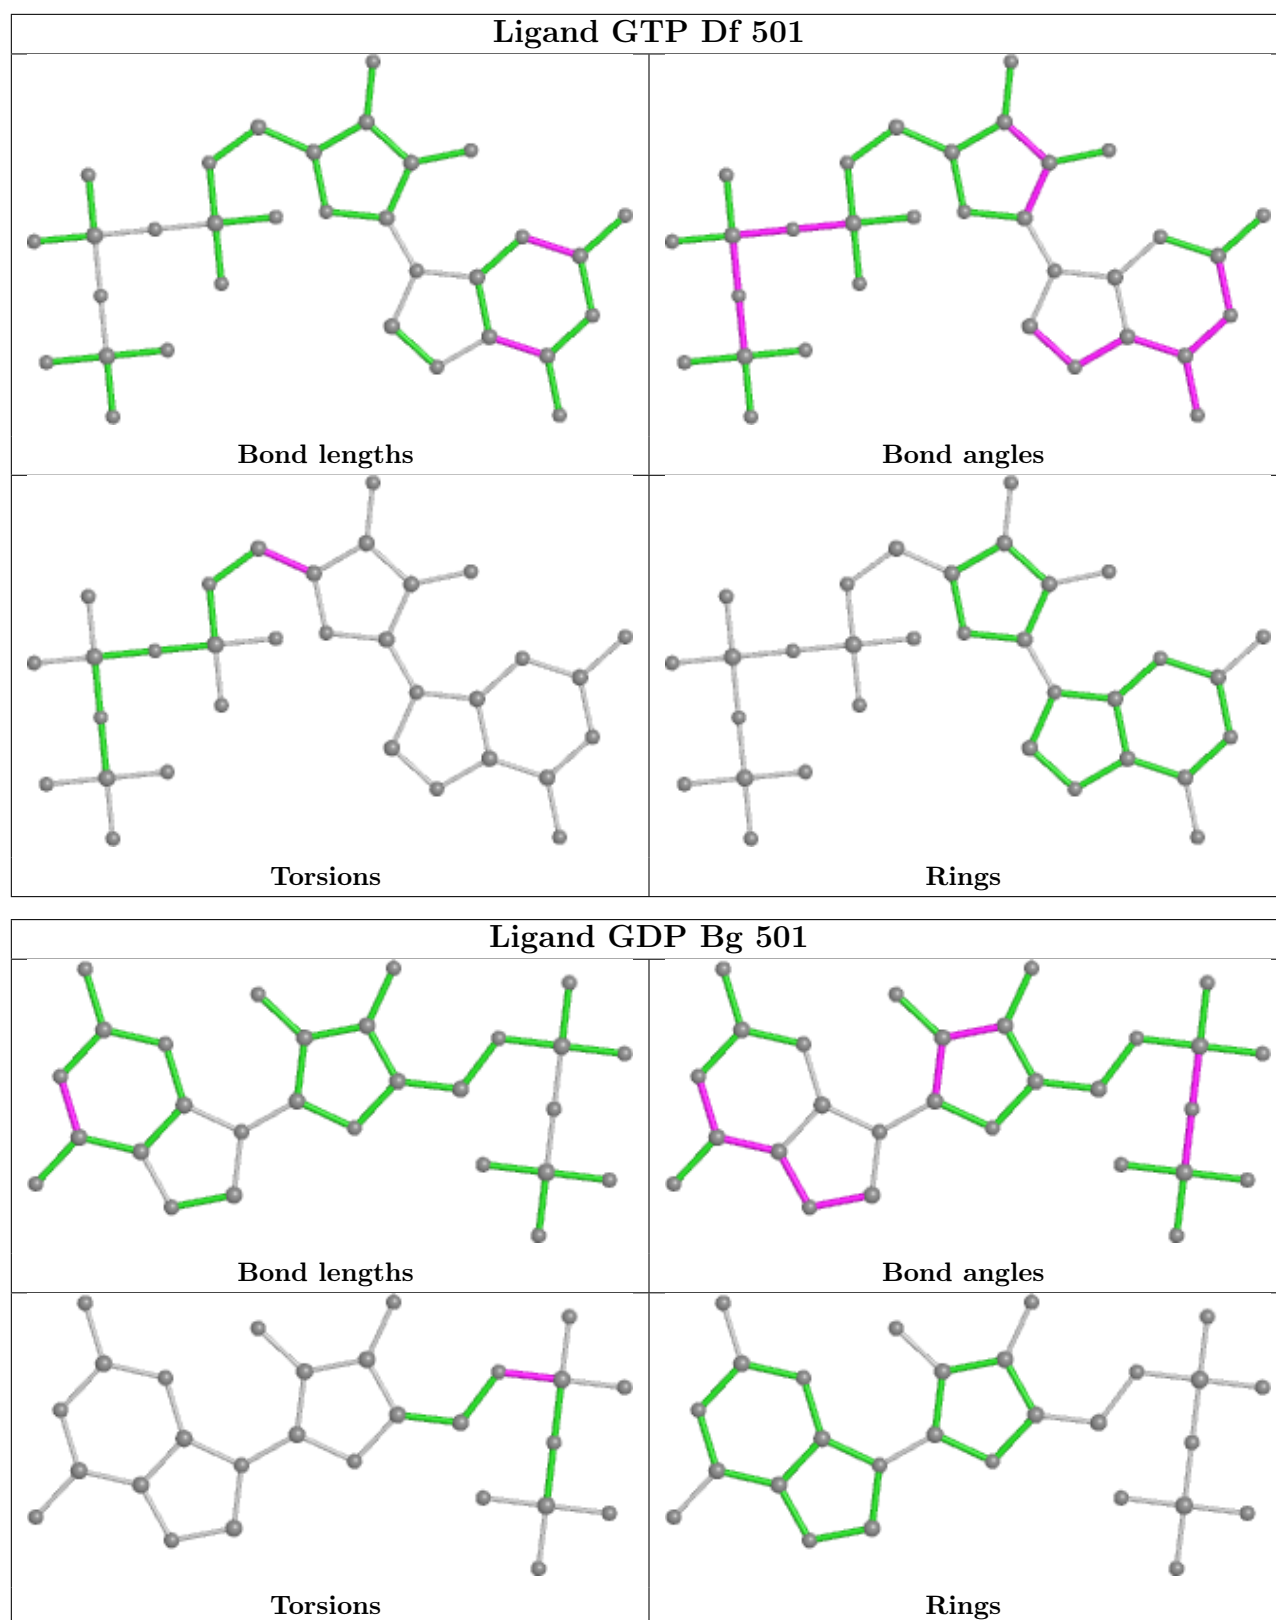 Ligand GTP Df 501
Bond lengths
Bond angles
Torsions
Rings
Ligand GDP Bg 501
Bond lengths
Bond angles
Torsions
Rings